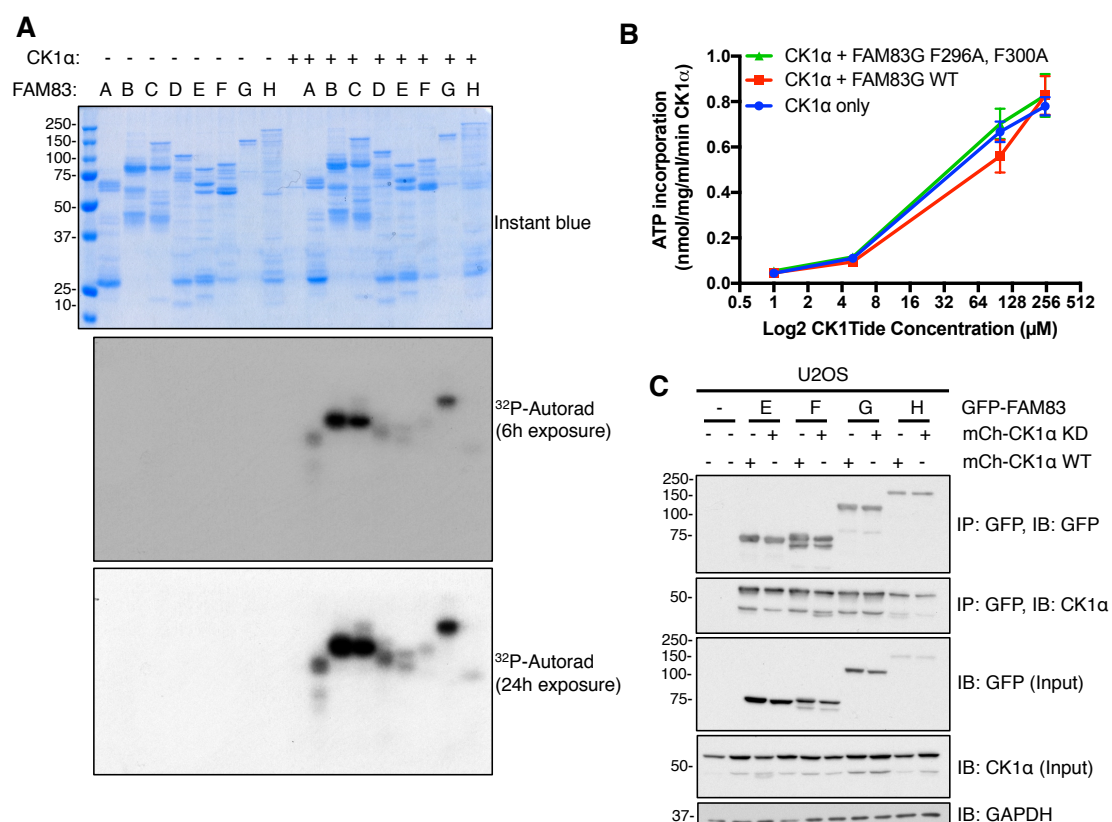 A
CK1α: - - - - - - - - + + + + + + + + +
FAM83: A B C D E F G H A B C D E F G H
250-
150-
100-
75-
50-
37-
25-
10-
Instant blue
32P-Autorad
(6h exposure)
32P-Autorad
(24h exposure)
B
CK1α + FAM83G F296A, F300A
CK1α + FAM83G WT
CK1α only
ATP incorporation
(nmol/mg/ml/min CK1α)
1.0
0.8
0.6
0.4
0.2
0.0
0.5 1 2 4 8 16 32 64 128 256 512
Log2 CK1Tide Concentration (µM)
C
U2OS
- E F G H GFP-FAM83
- - - + - + - + - + mCh-CK1α KD
- - + - + - + - + - mCh-CK1α WT
250-
150-
100-
75-
IP: GFP, IB: GFP
50-
IP: GFP, IB: CK1α
250-
150-
100-
75-
IB: GFP (Input)
50-
IB: CK1α (Input)
37-
IB: GAPDH